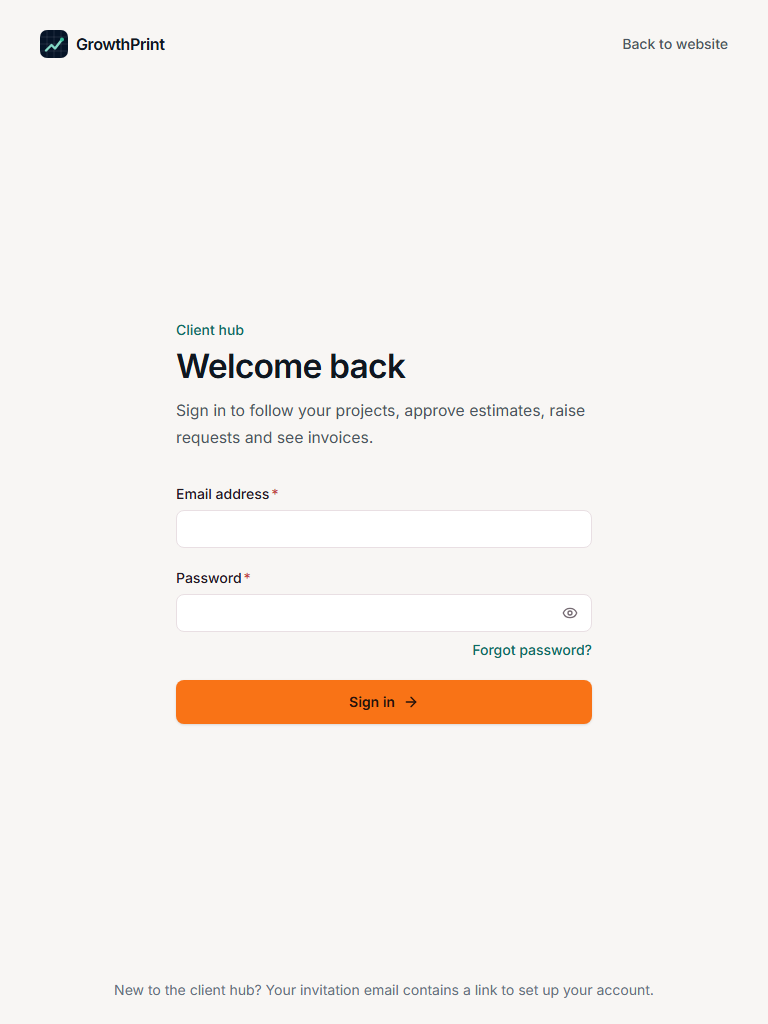 GrowthPrint
Back to website
Client hub
Welcome back
Sign in to follow your projects, approve estimates, raise
requests and see invoices.
Email address *
Password *
Forgot password?
Sign in →
New to the client hub? Your invitation email contains a link to set up your account.